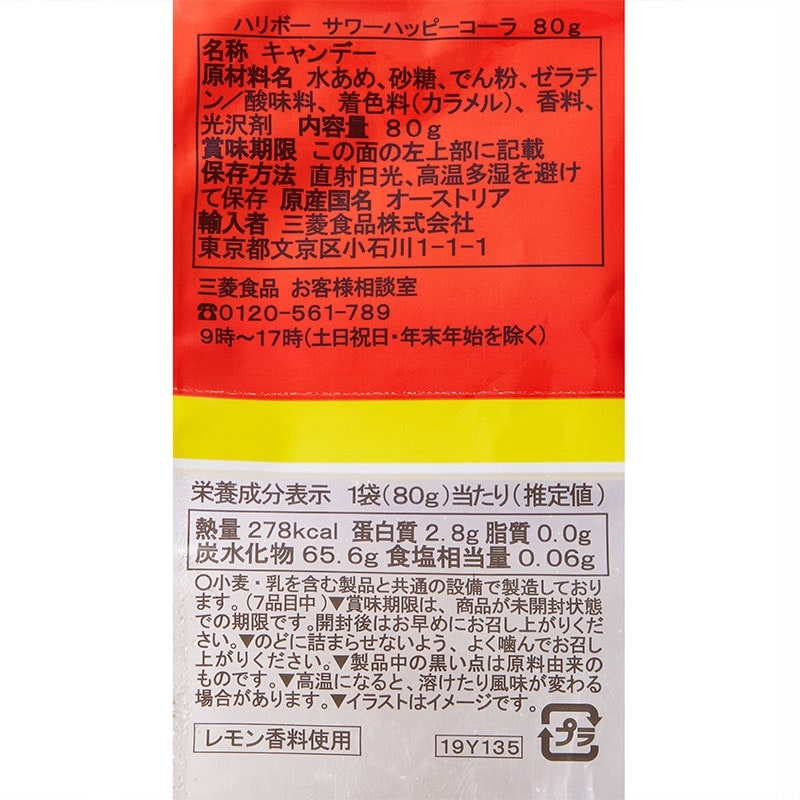 ハリボー サワーハッピーコーラ 80g
名称 キャンデー
原材料名 水あめ、砂糖、でん粉、ゼラチ
ン／酸味料、着色料(カラメル)、香料、
光沢剤 内容量 80g
賞味期限 この面の左上部に記載
保存方法 直射日光、高温多湿を避け
て保存 原産国名 オーストリア
輸入者 三菱食品株式会社
東京都文京区小石川1-1-1
三菱食品 お客様相談室
☎0120-561-789
9時〜17時(土日祝日・年末年始を除く)
栄養成分表示 1袋(80g)当たり(推定値)
熱量 278kcal 蛋白質 2.8g 脂質 0.0g
炭水化物 65.6g 食塩相当量 0.06g
○小麦・乳を含む製品と共通の設備で製造しており
ます。(7品目中)▼賞味期限は、商品が未開封状態
での期限です。開封後はお早めにお召し上がりくだ
さい。▼のどに詰まらせないよう、よく噛んでお召し
上がりください。▼製品中の黒い点は原料由来の
ものです。▼高温になると、溶けたり風味が変わる
場合があります。▼イラストはイメージです。
レモン香料使用
19Y135
プラ